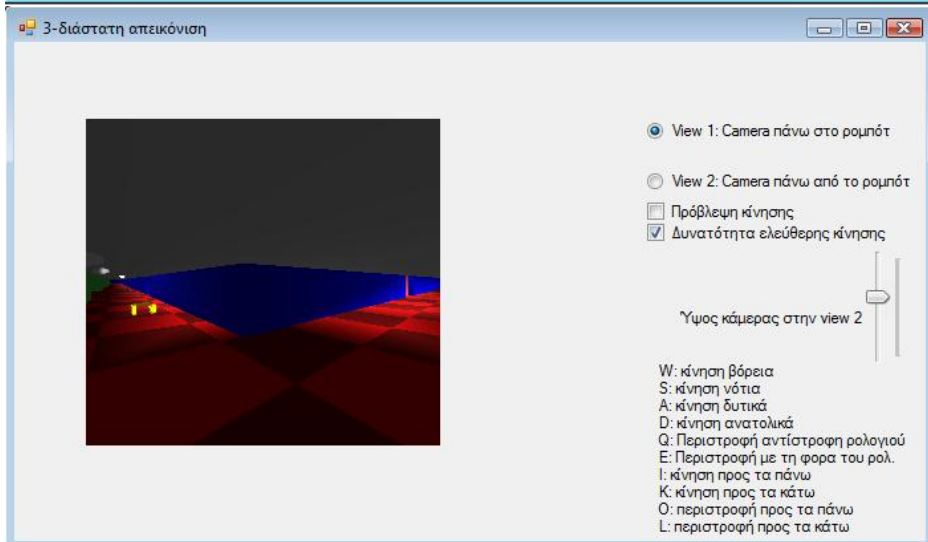 3-διάστατη απεικόνιση
View 1: Camera πάνω στο ρομπότ
View 2: Camera πάνω από το ρομπότ
Πρόβλεψη κίνησης
Δυνατότητα ελεύθερης κίνησης
Ύψος κάμερας στην view 2
W: κίνηση βόρεια
S: κίνηση νότια
A: κίνηση δυτικά
D: κίνηση ανατολικά
Q: Περιστροφή αντίστροφη ρολογιού
E: Περιστροφή με τη φορα του ρολ.
I: κίνηση προς τα πάνω
K: κίνηση προς τα κάτω
O: περιστροφή προς τα πάνω
L: περιστροφή προς τα κάτω